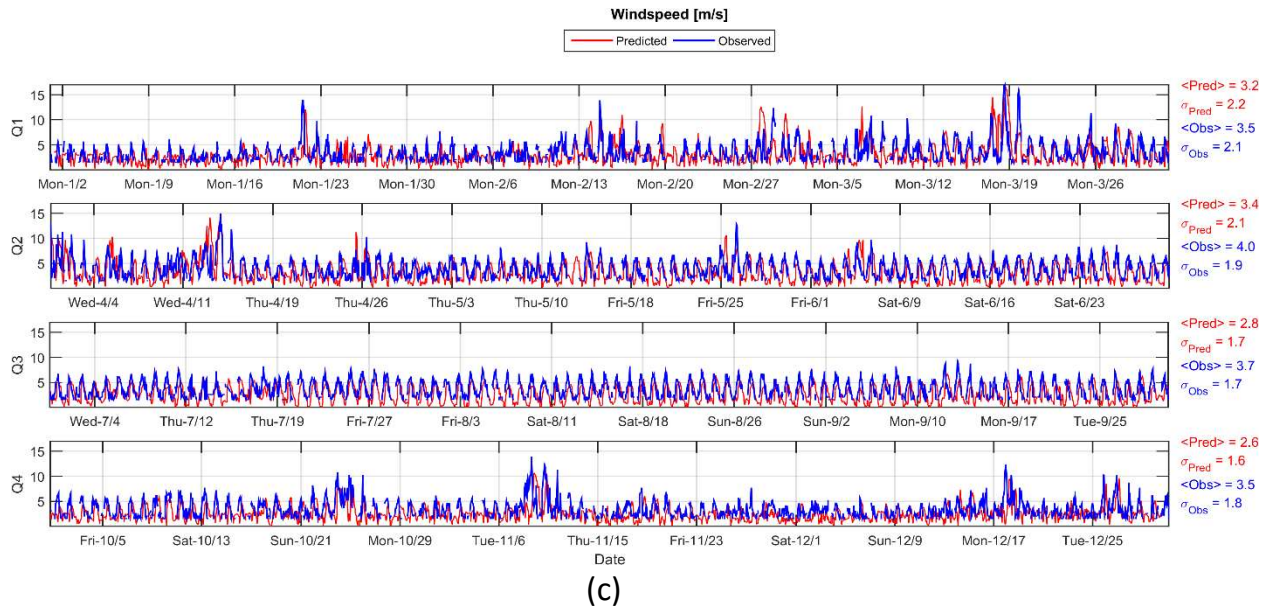 Windspeed [m/s]
Predicted Observed
Q1
15
10
5
Mon-1/2 Mon-1/9 Mon-1/16 Mon-1/23 Mon-1/30 Mon-2/6 Mon-2/13 Mon-2/20 Mon-2/27 Mon-3/5 Mon-3/12 Mon-3/19 Mon-3/26
<Pred> = 3.2
σPred = 2.2
<Obs> = 3.5
σObs = 2.1
Q2
15
10
5
Wed-4/4 Wed-4/11 Thu-4/19 Thu-4/26 Thu-5/3 Thu-5/10 Fri-5/18 Fri-5/25 Fri-6/1 Sat-6/9 Sat-6/16 Sat-6/23
<Pred> = 3.4
σPred = 2.1
<Obs> = 4.0
σObs = 1.9
Q3
15
10
5
Wed-7/4 Thu-7/12 Thu-7/19 Fri-7/27 Fri-8/3 Sat-8/11 Sat-8/18 Sun-8/26 Sun-9/2 Mon-9/10 Mon-9/17 Tue-9/25
<Pred> = 2.8
σPred = 1.7
<Obs> = 3.7
σObs = 1.7
Q4
15
10
5
Fri-10/5 Sat-10/13 Sun-10/21 Mon-10/29 Tue-11/6 Thu-11/15 Fri-11/23 Sat-12/1 Sun-12/9 Mon-12/17 Tue-12/25
<Pred> = 2.6
σPred = 1.6
<Obs> = 3.5
σObs = 1.8
Date
(c)